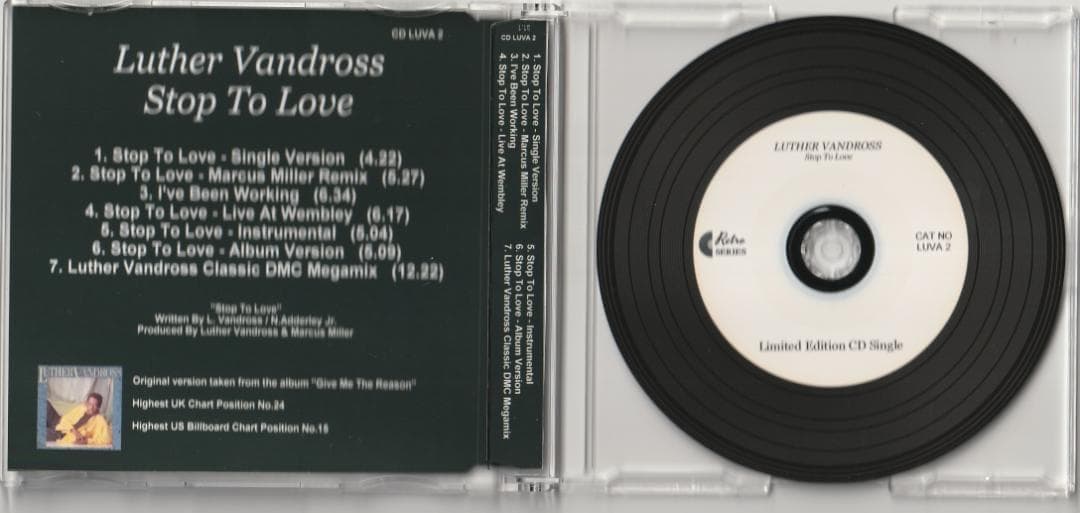 CD LUVA 2
Luther Vandross
Stop To Love
1. Stop To Love - Single Version (4.22)
2. Stop To Love - Marcus Miller Remix (5.27)
3. I've Been Working (6.34)
4. Stop To Love - Live At Wembley (6.17)
5. Stop To Love - Instrumental (5.04)
6. Stop To Love - Album Version (5.09)
7. Luther Vandross Classic DMC Megamix (12.22)
"Stop To Love"
Written By L. Vandross / N.Adderley Jr.
Produced By Luther Vandross & Marcus Miller
LUTHER VANDROSS
Original version taken from the album "Give Me The Reason"
Highest UK Chart Position No.24
Highest US Billboard Chart Position No.15
CD LUVA 2
1. Stop To Love - Single Version
2. Stop To Love - Marcus Miller Remix
3. I've Been Working
4. Stop To Love - Live At Wembley
5. Stop To Love - Instrumental
6. Stop To Love - Album Version
7. Luther Vandross Classic DMC Megamix
LUTHER VANDROSS
Stop To Love
Retro
SERIES
CAT NO
LUVA 2
Limited Edition CD Single